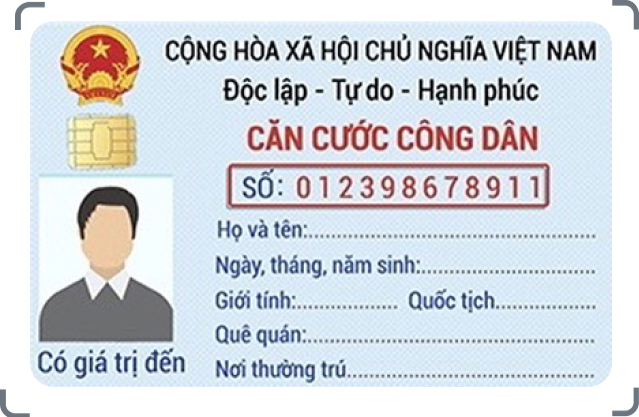 CỘNG HÒA XÃ HỘI CHỦ NGHĨA VIỆT NAM
Độc lập - Tự do - Hạnh phúc
CĂN CƯỚC CÔNG DÂN
SỐ: 012398678911
Họ và tên:
Ngày, tháng, năm sinh:
Giới tính: Quốc tịch
Quê quán:
Nơi thường trú
Có giá trị đến